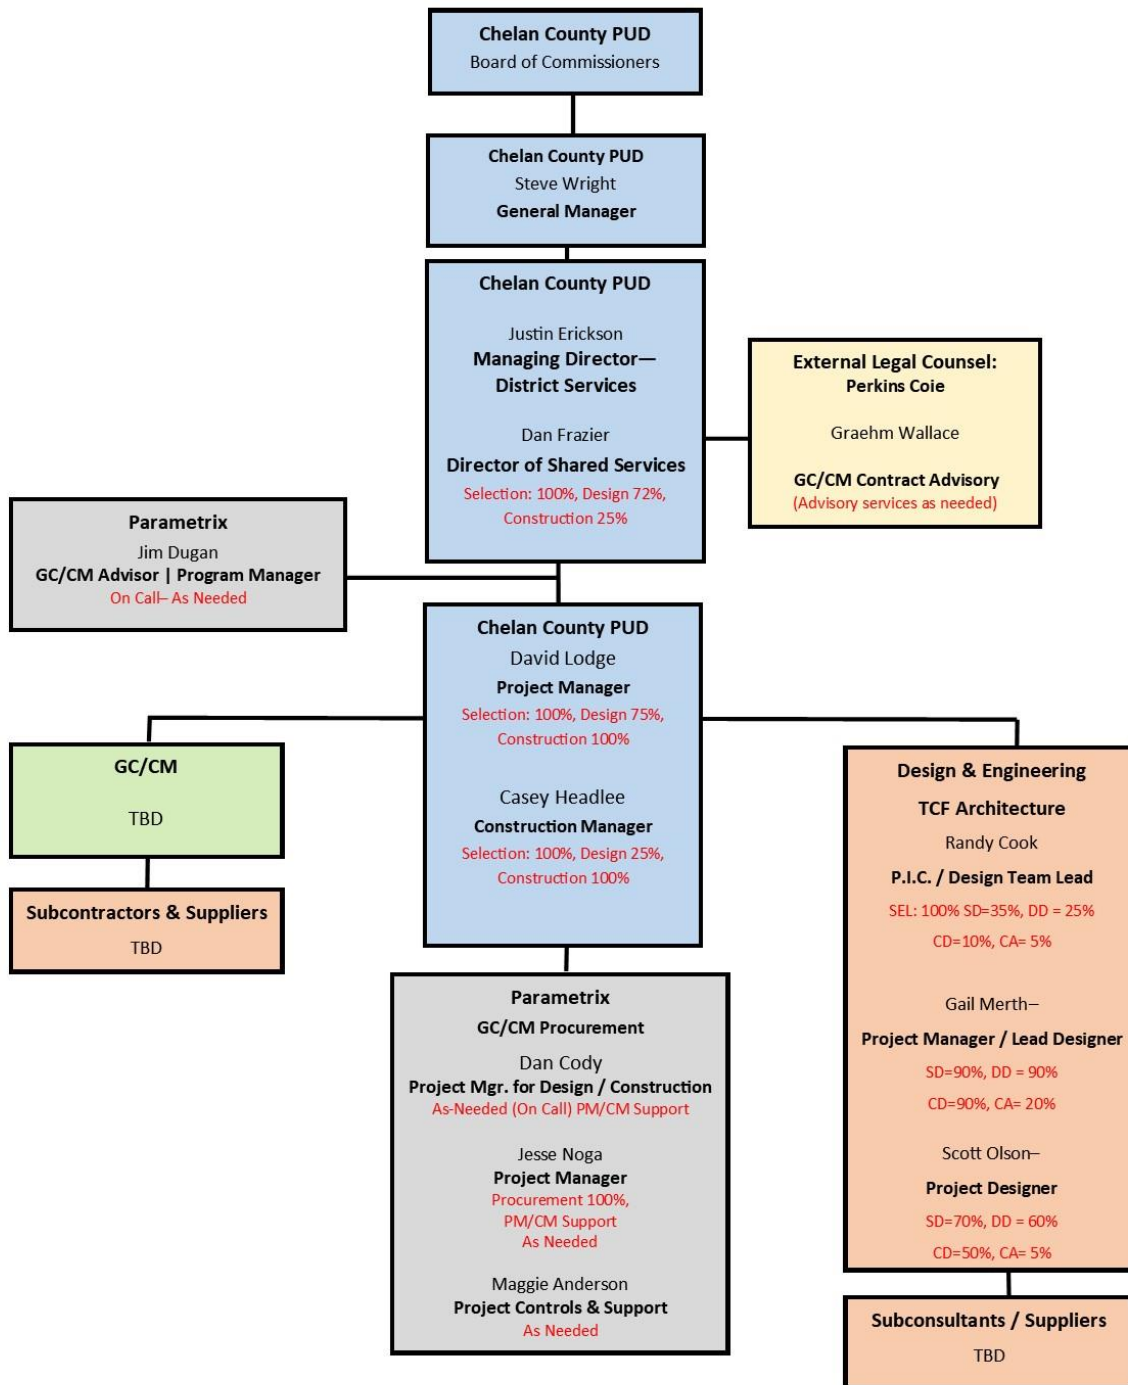 Chelan County PUD
Board of Commissioners
Chelan County PUD
Steve Wright
General Manager
Chelan County PUD
Justin Erickson
Managing Director—
District Services
Dan Frazier
Director of Shared Services
Selection: 100%, Design 72%,
Construction 25%
External Legal Counsel:
Perkins Coie
Graehm Wallace
GC/CM Contract Advisory
(Advisory services as needed)
Parametrix
Jim Dugan
GC/CM Advisor | Program Manager
On Call– As Needed
Chelan County PUD
David Lodge
Project Manager
Selection: 100%, Design 75%,
Construction 100%
Casey Headlee
Construction Manager
Selection: 100%, Design 25%,
Construction 100%
GC/CM
TBD
Subcontractors & Suppliers
TBD
Design & Engineering
TCF Architecture
Randy Cook
P.I.C. / Design Team Lead
SEL: 100% SD=35%, DD = 25%
CD=10%, CA= 5%
Gail Merth–
Project Manager / Lead Designer
SD=90%, DD = 90%
CD=90%, CA= 20%
Scott Olson–
Project Designer
SD=70%, DD = 60%
CD=50%, CA= 5%
Parametrix
GC/CM Procurement
Dan Cody
Project Mgr. for Design / Construction
As-Needed (On Call) PM/CM Support
Jesse Noga
Project Manager
Procurement 100%,
PM/CM Support
As Needed
Maggie Anderson
Project Controls & Support
As Needed
Subconsultants / Suppliers
TBD